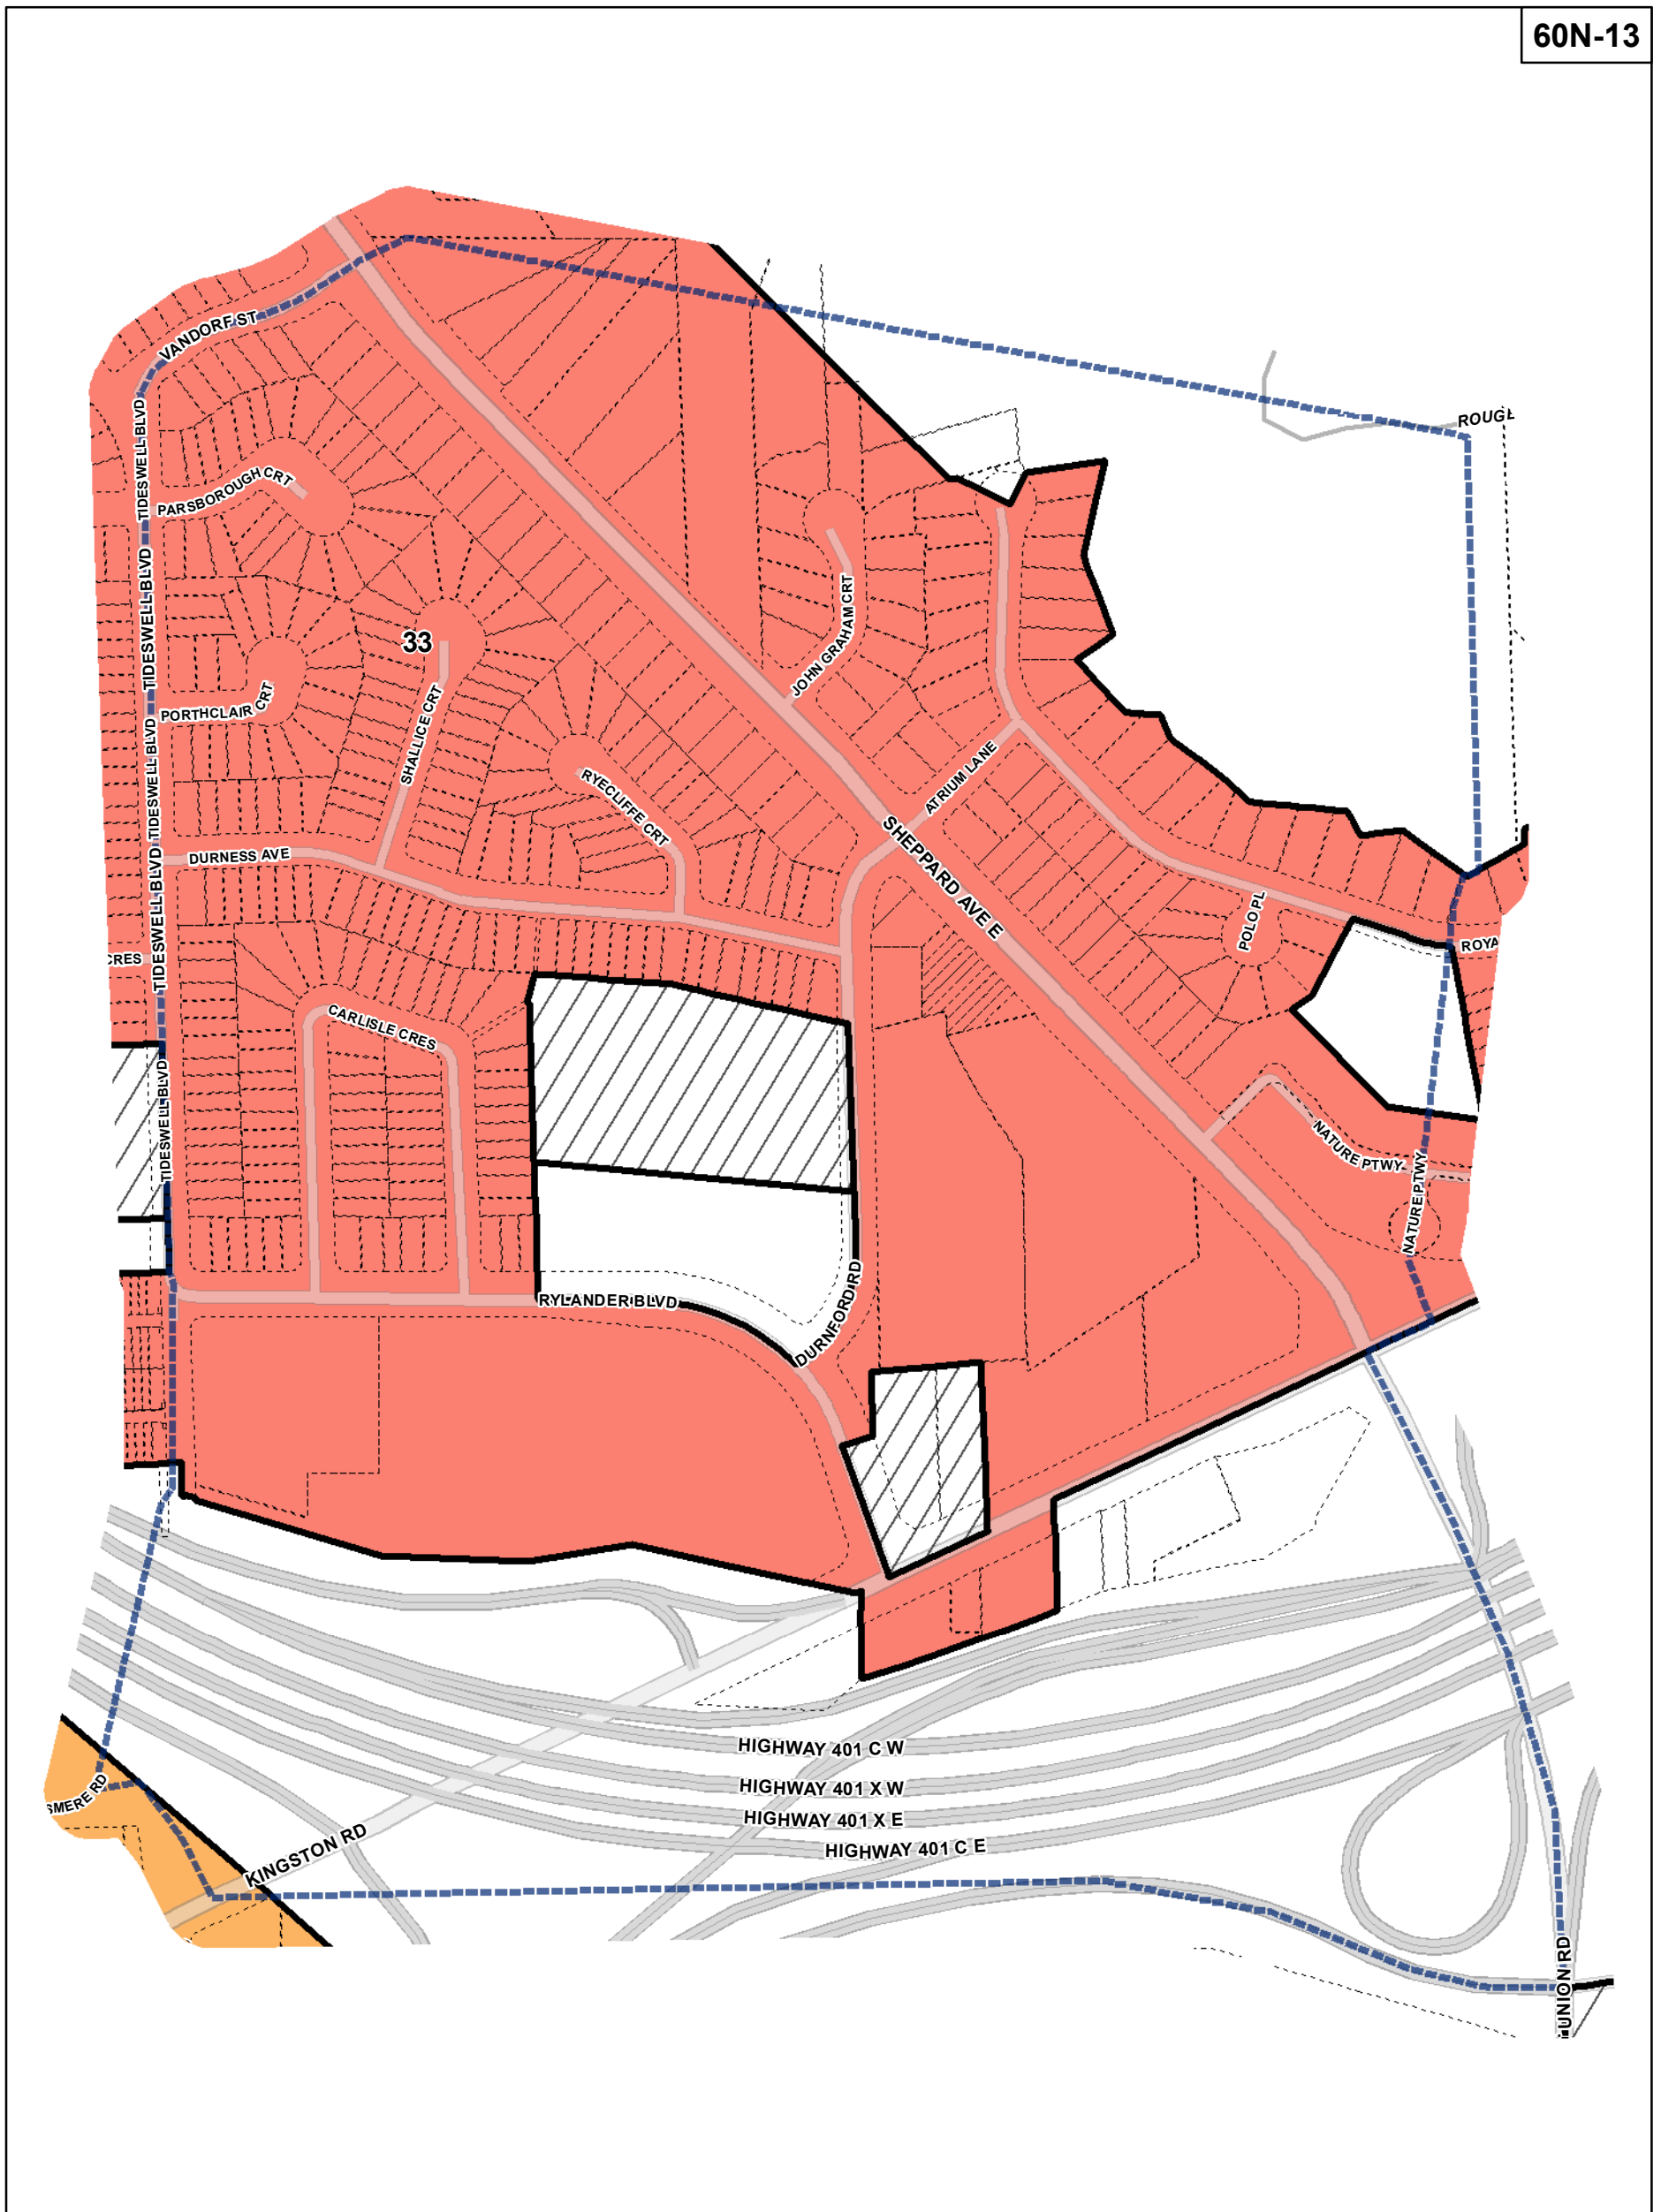 60N-13
ROUGL
VANDORF ST
TIDESWELL BLVD
PARSBOROUGH CRT
TIDESWELL BLVD
33
JOHN GRAHAM CRT
PORTHCLAIR CRT
SHALLICE CRT
TIDESWELL BLVD
RYECLIFFE CRT
ATRIUM LANE
SHEPPARD AVE E
DURNESS AVE
TIDESWELL BLVD
POLO PL
ROYA
CRES
CARLISLE CRES
TIDESWELL BLVD
NATURE PTWY
NATURE PTWY
RYLANDER BLVD
DURNFORD RD
HIGHWAY 401 C W
HIGHWAY 401 X W
HIGHWAY 401 X E
HIGHWAY 401 C E
SMERE RD
KINGSTON RD
UNION RD